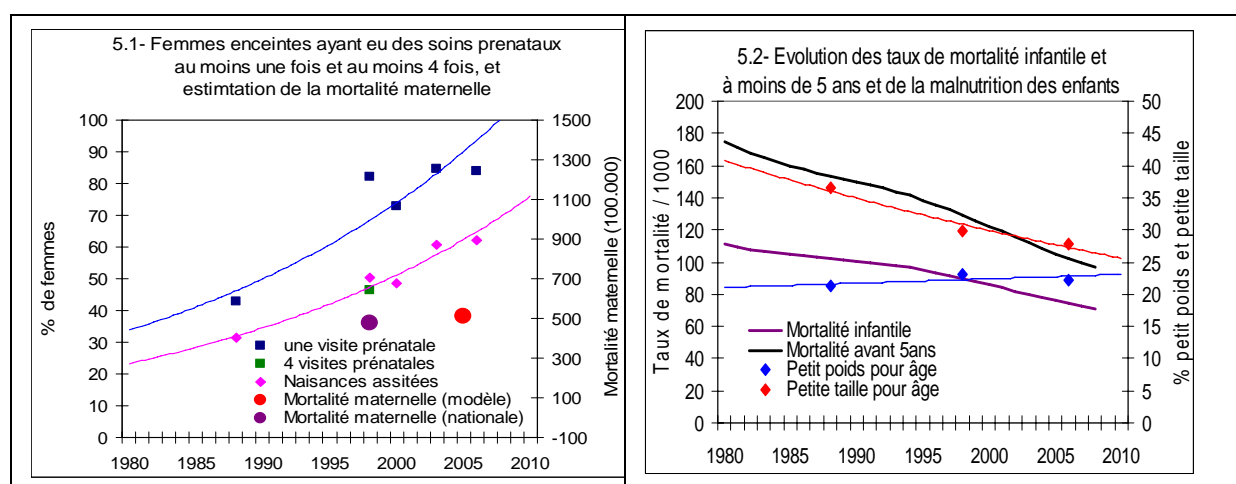 5.1- Femmes enceintes ayant eu des soins prenataux
au moins une fois et au moins 4 fois, et
estimtation de la mortalité maternelle
100
90
80
70
60
50
40
30
20
10
0
% de femmes
1500
1300
1100
900
700
500
300
100
-100
Mortalité maternelle (100.000)
une visite prénatale
4 visites prénatales
Naisances assitées
Mortalité maternelle (modèle)
Mortalité maternelle (nationale)
1980 1985 1990 1995 2000 2005 2010
5.2- Evolution des taux de mortalité infantile et
à moins de 5 ans et de la malnutrition des enfants
200
180
160
140
120
100
80
60
40
20
0
Taux de mortalité / 1000
50
45
40
35
30
25
20
15
10
5
0
% petit poids et petite taille
Mortalité infantile
Mortalité avant 5ans
Petit poids pour âge
Petite taille pour âge
1980 1985 1990 1995 2000 2005 2010